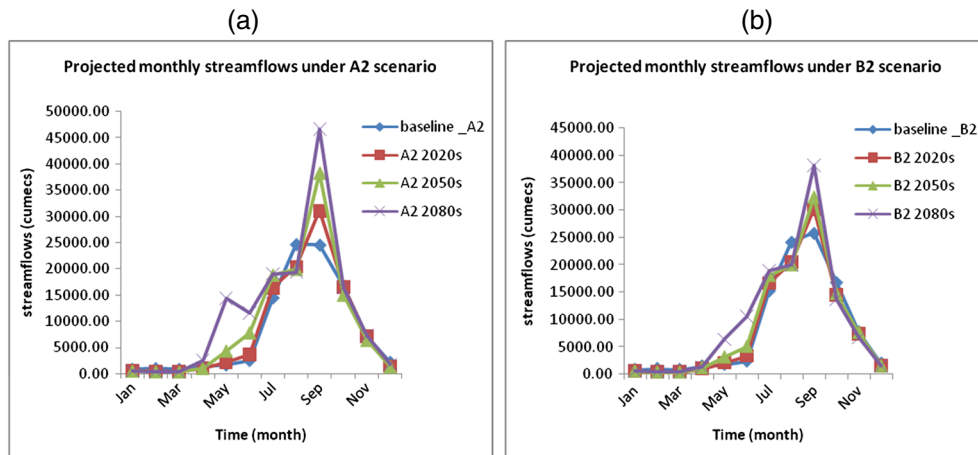 (a)
Projected monthly streamflows under A2 scenario
streamflows (cumecs)
50000.00
45000.00
40000.00
35000.00
30000.00
25000.00
20000.00
15000.00
10000.00
5000.00
0.00
baseline _A2
A2 2020s
A2 2050s
A2 2080s
Jan
Mar
May
Jul
Sep
Nov
Time (month)
(b)
Projected monthly streamflows under B2 scenario
streamflows (cumecs)
45000.00
40000.00
35000.00
30000.00
25000.00
20000.00
15000.00
10000.00
5000.00
0.00
baseline _B2
B2 2020s
B2 2050s
B2 2080s
Jan
Mar
May
Jul
Sep
Nov
Time (month)